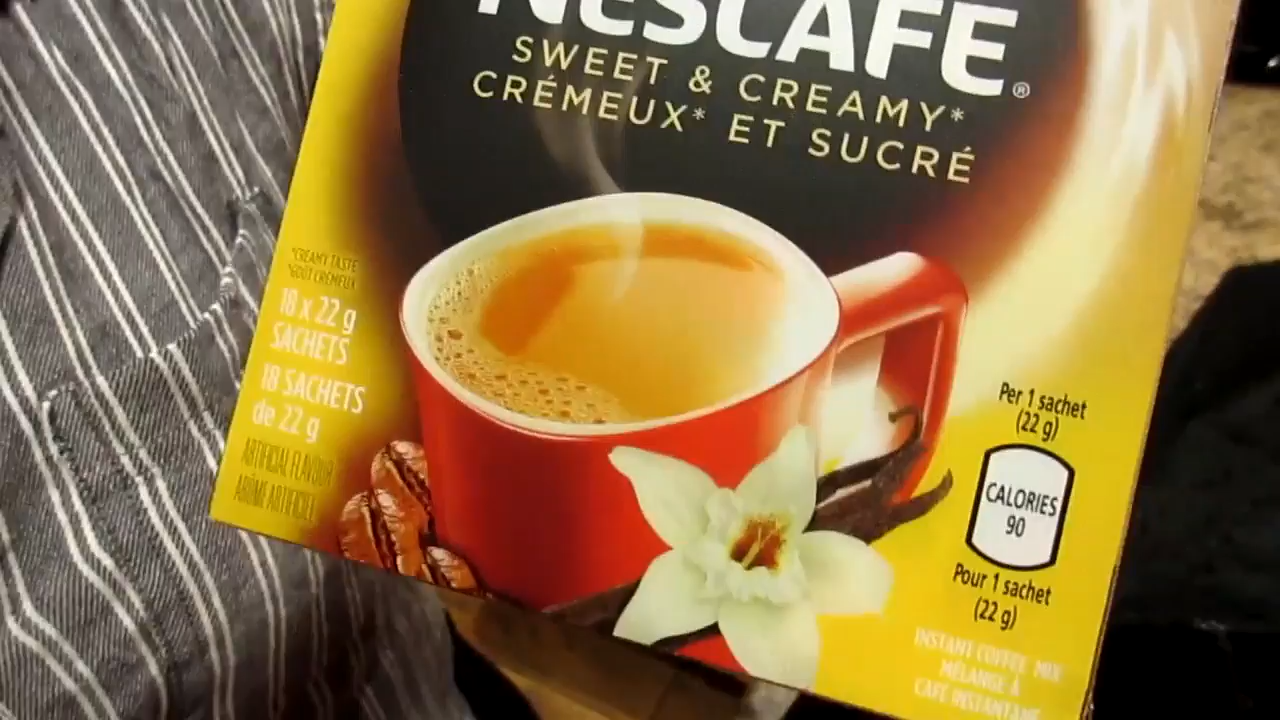 NESCAFÉ®
SWEET & CREAMY*
CRÉMEUX* ET SUCRÉ
*CREAMY TASTE
*GOÛT CRÉMEUX
18 x 22 g
SACHETS
18 SACHETS
de 22 g
ARTIFICIAL FLAVOUR
ARÔME ARTIFICIEL
Per 1 sachet
(22 g)
CALORIES
90
Pour 1 sachet
(22 g)
INSTANT COFFEE MIX
MÉLANGE À
CAFÉ INSTANTANÉ